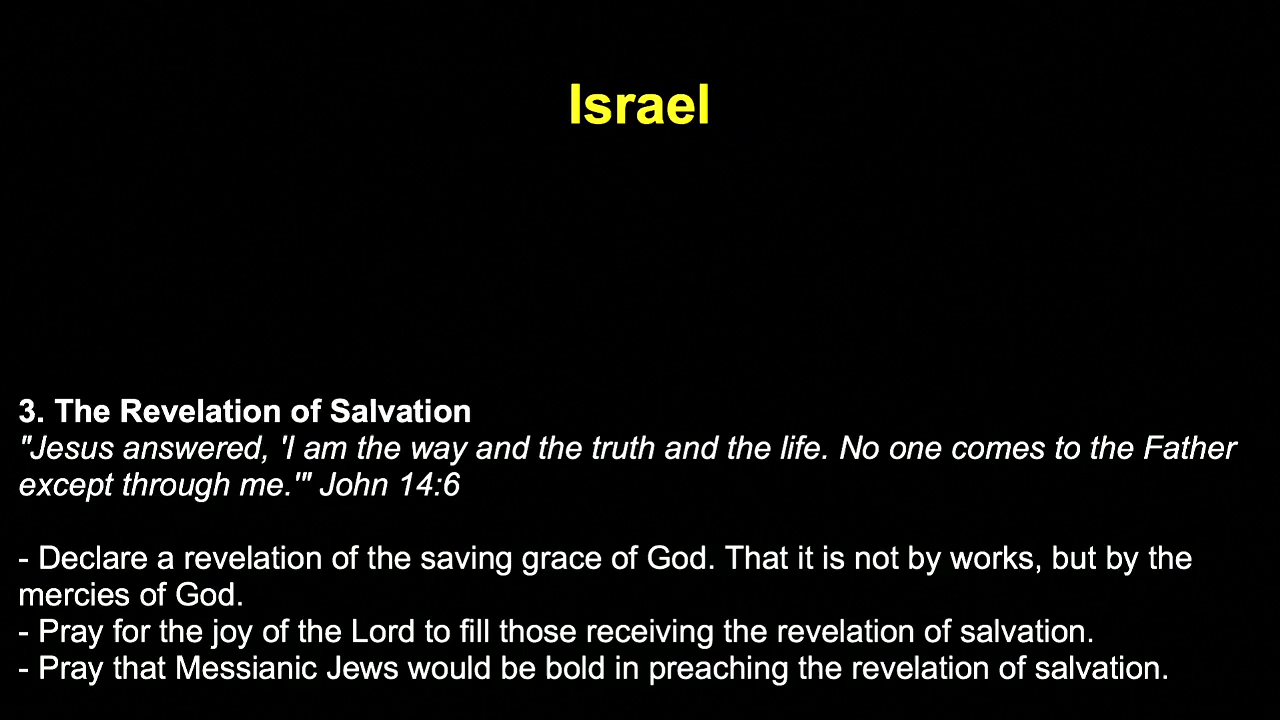 Israel
3. The Revelation of Salvation
"Jesus answered, 'I am the way and the truth and the life. No one comes to the Father
except through me.'" John 14:6
- Declare a revelation of the saving grace of God. That it is not by works, but by the
mercies of God.
- Pray for the joy of the Lord to fill those receiving the revelation of salvation.
- Pray that Messianic Jews would be bold in preaching the revelation of salvation.